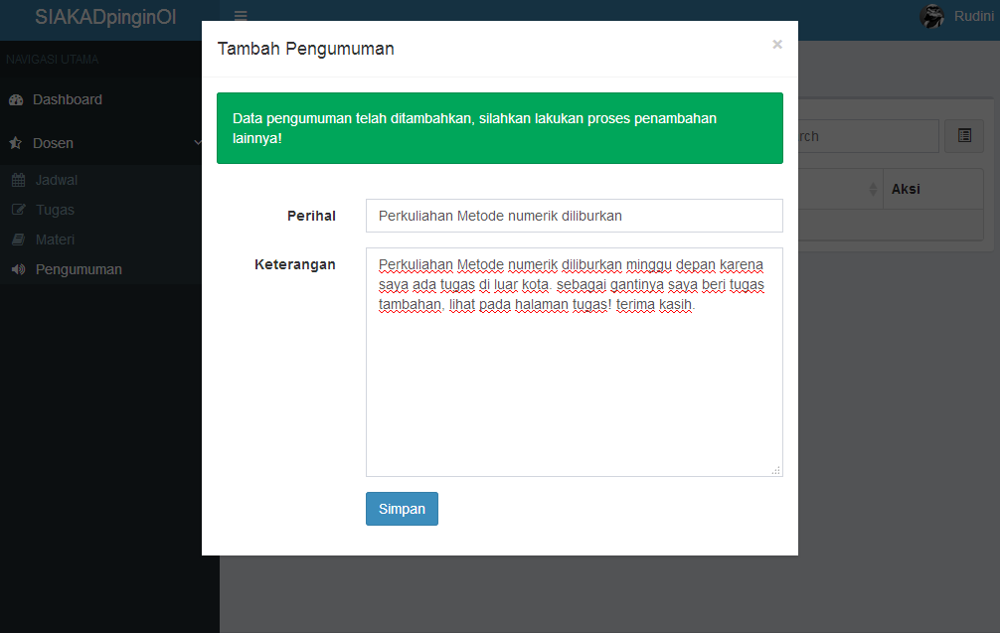 SIAKADpinginOl
Rudini
NAVIGASI UTAMA
Dashboard
Dosen
Jadwal
Tugas
Materi
Pengumuman
Tambah Pengumuman
×
Data pengumuman telah ditambahkan, silahkan lakukan proses penambahan
lainnya!
Perihal
Perkuliahan Metode numerik diliburkan
Keterangan
Perkuliahan Metode numerik diliburkan minggu depan karena
saya ada tugas di luar kota. sebagai gantinya saya beri tugas
tambahan, lihat pada halaman tugas! terima kasih.
Simpan
rch
Aksi